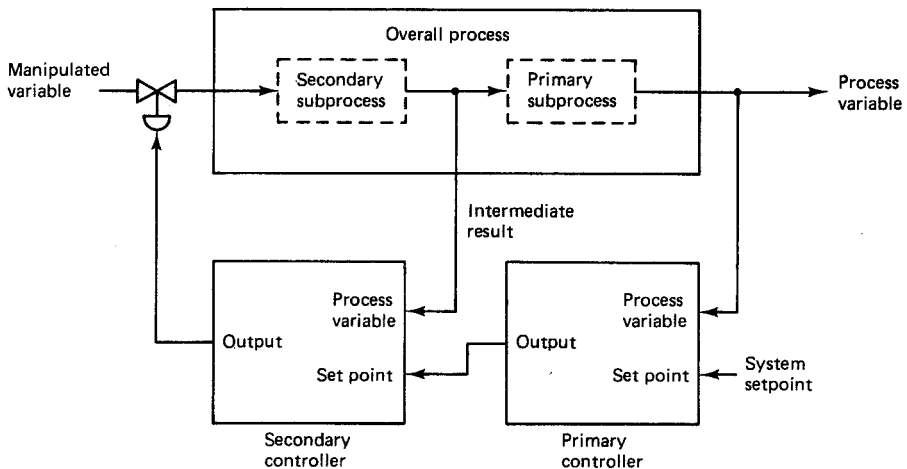 Overall process
Manipulated
variable
Secondary
subprocess
Primary
subprocess
Process
variable
Intermediate
result
Process
variable
Output
Set point
Process
variable
Output
Set point
System
setpoint
Secondary
controller
Primary
controller